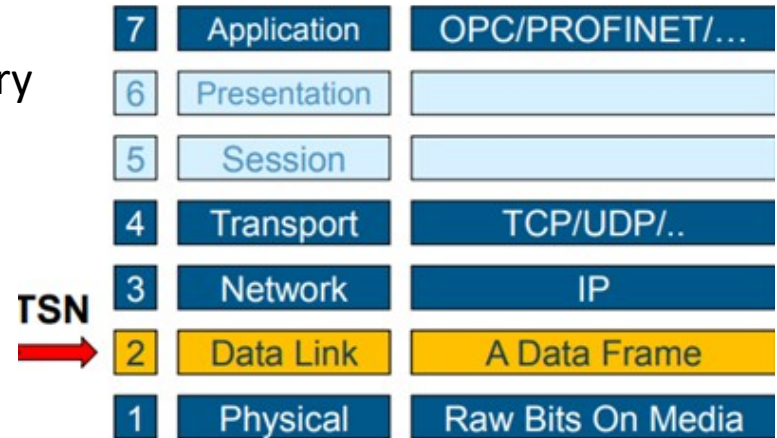 ry
7 Application OPC/PROFINET/...
6 Presentation
5 Session
4 Transport TCP/UDP/..
3 Network IP
TSN
2 Data Link A Data Frame
1 Physical Raw Bits On Media